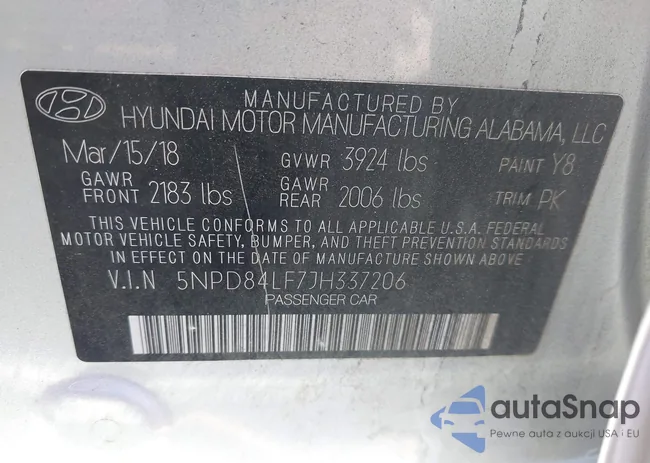 MANUFACTURED BY
HYUNDAI MOTOR MANUFACTURING ALABAMA, LLC
Mar/15/18 GVWR 3924 lbs PAINT Y8
GAWR FRONT 2183 lbs GAWR REAR 2006 lbs TRIM PK
THIS VEHICLE CONFORMS TO ALL APPLICABLE U.S.A. FEDERAL
MOTOR VEHICLE SAFETY, BUMPER, AND THEFT PREVENTION STANDARDS
IN EFFECT ON THE DATE OF MANUFACTURE SHOWN ABOVE
V.I.N 5NPD84LF7JH337206
PASSENGER CAR
autaSnap
Pewne auta z aukcji USA i EU